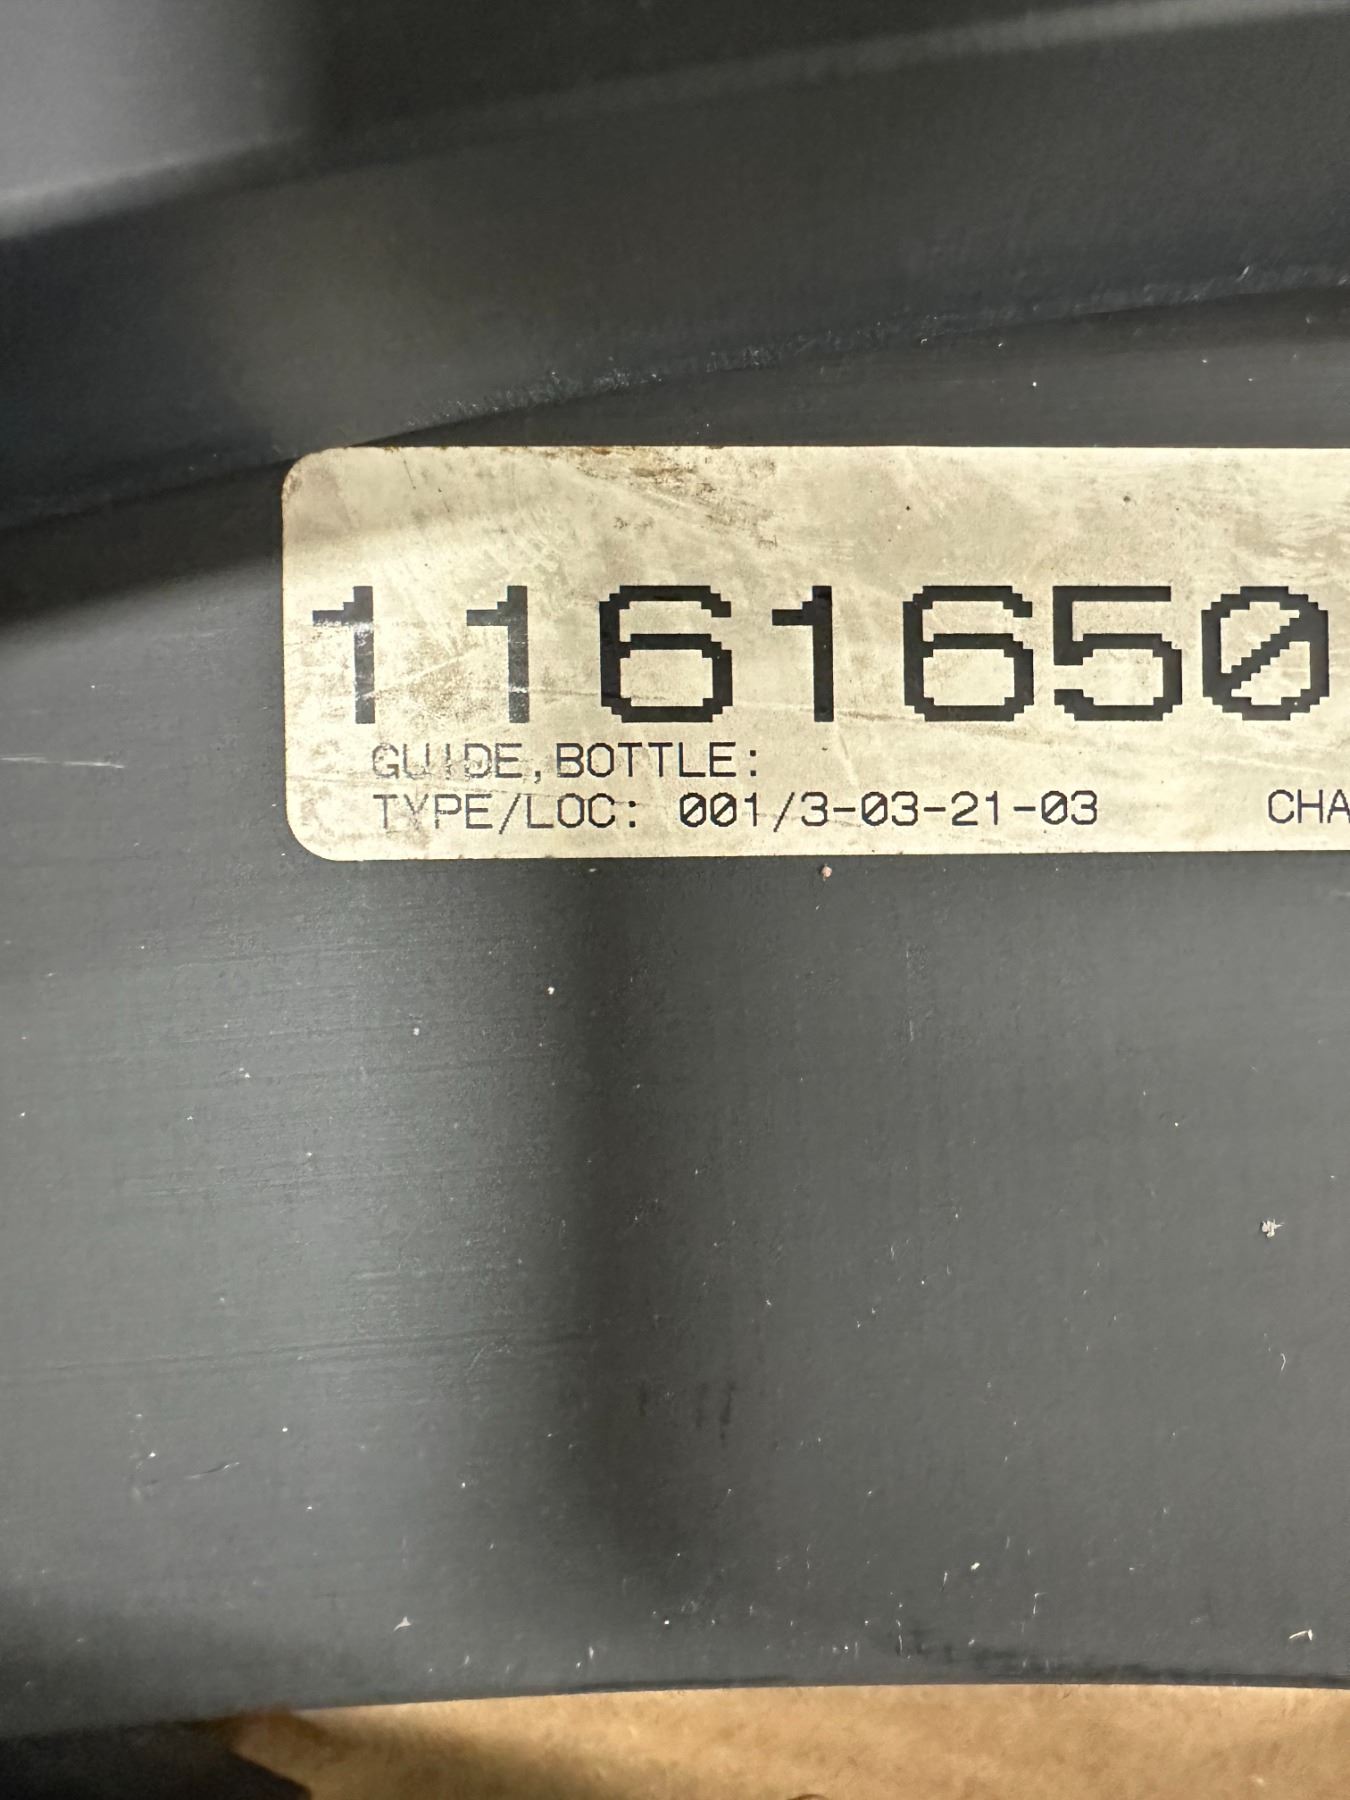 1161650
GUIDE,BOTTLE:
TYPE/LOC: 001/3-03-21-03 CHA